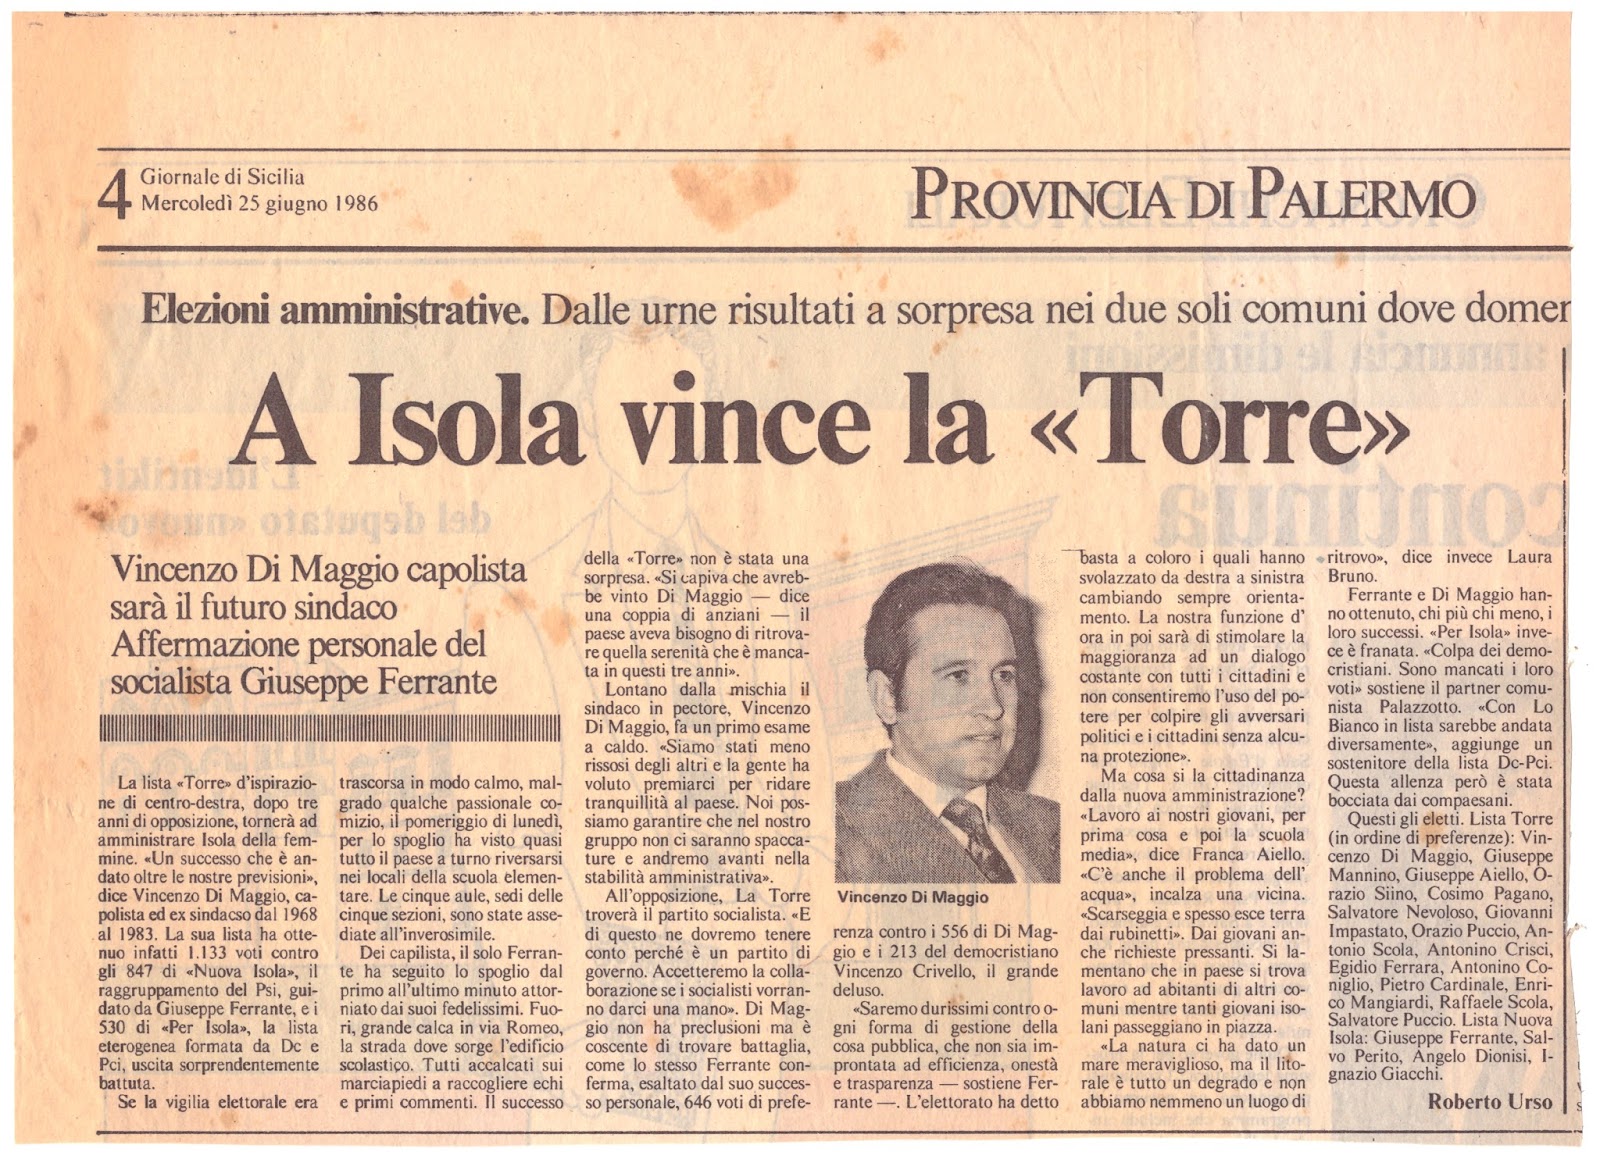 4
Giornale di Sicilia
Mercoledì 25 giugno 1986
PROVINCIA DI PALERMO
Elezioni amministrative. Dalle urne risultati a sorpresa nei due soli comuni dove domer
A Isola vince la «Torre»
Vincenzo Di Maggio capolista
sarà il futuro sindaco
Affermazione personale del
socialista Giuseppe Ferrante
La lista «Torre» d'ispirazio-
ne di centro-destra, dopo tre
anni di opposizione, tornerà ad
amministrare Isola della fem-
mine. «Un successo che è an-
dato oltre le nostre previsioni»,
dice Vincenzo Di Maggio, ca-
polista ed ex sindacso dal 1968
al 1983. La sua lista ha otte-
nuo infatti 1.133 voti contro
gli 847 di «Nuova Isola», il
raggruppamento del Psi, gui-
dato da Giuseppe Ferrante, e i
530 di «Per Isola», la lista
eterogenea formata da Dc e
Pci, uscita sorprendentemente
battuta.
Se la vigilia elettorale era
trascorsa in modo calmo, mal-
grado qualche passionale co-
mizio, il pomeriggio di lunedì,
per lo spoglio ha visto quasi
tutto il paese a turno riversarsi
nei locali della scuola elemen-
tare. Le cinque aule, sedi delle
cinque sezioni, sono state asse-
diate all'inverosimile.
Dei capilista, il solo Ferran-
te ha seguito lo spoglio dal
primo all'ultimo minuto attor-
niato dai suoi fedelissimi. Fuo-
ri, grande calca in via Romeo,
la strada dove sorge l'edificio
scolastico. Tutti accalcati sui
marciapiedi a raccogliere echi
e primi commenti. Il successo
della «Torre» non è stata una
sorpresa. «Si capiva che avreb-
be vinto Di Maggio — dice
una coppia di anziani — il
paese aveva bisogno di ritrova-
re quella serenità che è manca-
ta in questi tre anni».
Lontano dalla mischia il
sindaco in pectore, Vincenzo
Di Maggio, fa un primo esame
a caldo. «Siamo stati meno
rissosi degli altri e la gente ha
voluto premiarci per ridare
tranquillità al paese. Noi pos-
siamo garantire che nel nostro
gruppo non ci saranno spacca-
ture e andremo avanti nella
stabilità amministrativa».
All'opposizione, La Torre
troverà il partito socialista. «E
di questo ne dovremo tenere
conto perché è un partito di
governo. Accetteremo la colla-
borazione se i socialisti vorran-
no darci una mano». Di Mag-
gio non ha preclusioni ma è
coscente di trovare battaglia,
come lo stesso Ferrante con-
ferma, esaltato dal suo succes-
so personale, 646 voti di prefe-
Vincenzo Di Maggio
renza contro i 556 di Di Mag-
gio e i 213 del democristiano
Vincenzo Crivello, il grande
deluso.
«Saremo durissimi contro o-
gni forma di gestione della
cosa pubblica, che non sia im-
prontata ad efficienza, onestà
e trasparenza — sostiene Fer-
rante —. L'elettorato ha detto
basta a coloro i quali hanno
svolazzato da destra a sinistra
cambiando sempre orienta-
mento. La nostra funzione d'
ora in poi sarà di stimolare la
maggioranza ad un dialogo
costante con tutti i cittadini e
non consentiremo l'uso del po-
tere per colpire gli avversari
politici e i cittadini senza alcu-
na protezione».
Ma cosa si la cittadinanza
dalla nuova amministrazione?
«Lavoro ai nostri giovani, per
prima cosa e poi la scuola
media», dice Franca Aiello.
«C'è anche il problema dell'
acqua», incalza una vicina.
«Scarseggia e spesso esce terra
dai rubinetti». Dai giovani an-
che richieste pressanti. Si la-
mentano che in paese si trova
lavoro ad abitanti di altri co-
muni mentre tanti giovani iso-
lani passeggiano in piazza.
«La natura ci ha dato un
mare meraviglioso, ma il lito-
rale è tutto un degrado e non
abbiamo nemmeno un luogo di
ritrovo», dice invece Laura
Bruno.
Ferrante e Di Maggio han-
no ottenuto, chi più chi meno, i
loro successi. «Per Isola» inve-
ce è franata. «Colpa dei demo-
cristiani. Sono mancati i loro
voti» sostiene il partner comu-
nista Palazzotto. «Con Lo
Bianco in lista sarebbe andata
diversamente», aggiunge un
sostenitore della lista Dc-Pci.
Questa allenza però è stata
bocciata dai compaesani.
Questi gli eletti. Lista Torre
(in ordine di preferenze): Vin-
cenzo Di Maggio, Giuseppe
Mannino, Giuseppe Aiello, O-
razio Siino, Cosimo Pagano,
Salvatore Nevoloso, Giovanni
Impastato, Orazio Puccio, An-
tonio Scola, Antonino Crisci,
Egidio Ferrara, Antonino Co-
niglio, Pietro Cardinale, Enri-
co Mangiardi, Raffaele Scola,
Salvatore Puccio. Lista Nuova
Isola: Giuseppe Ferrante, Sal-
vo Perito, Angelo Dionisi, I-
gnazio Giacchi.
Roberto Urso